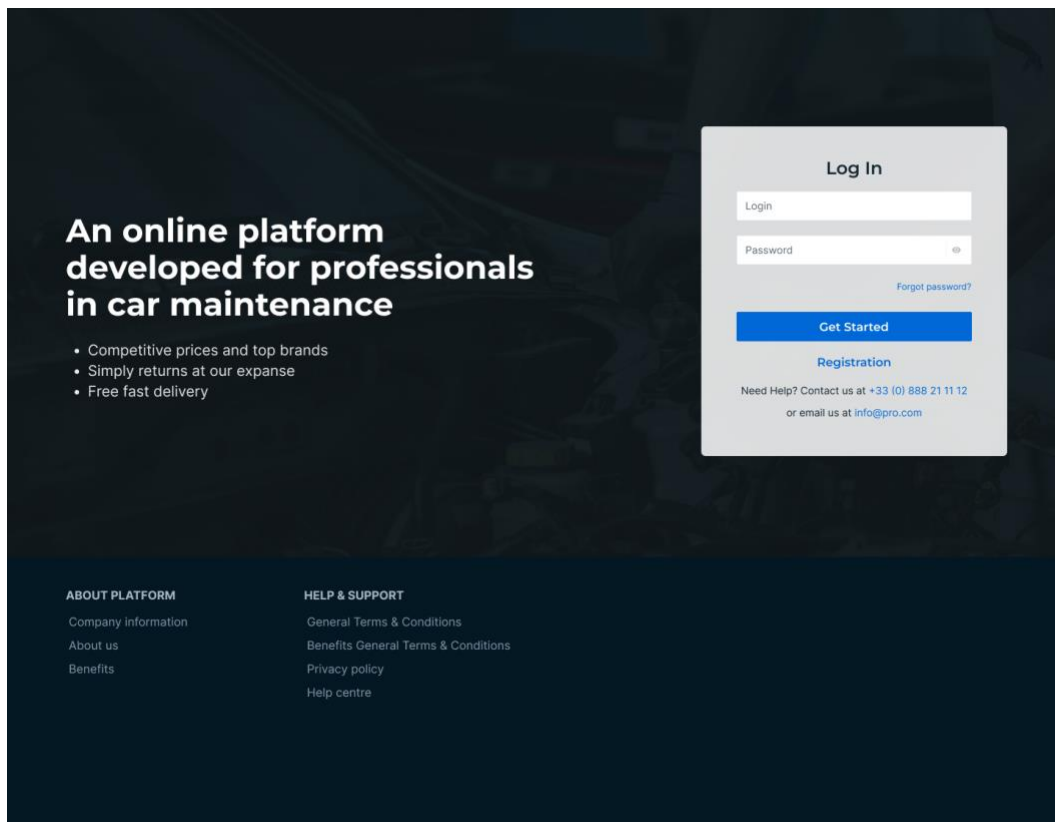 An online platform
developed for professionals
in car maintenance
• Competitive prices and top brands
• Simply returns at our expanse
• Free fast delivery
Log In
Login
Password
Forgot password?
Get Started
Registration
Need Help? Contact us at +33 (0) 888 21 11 12
or email us at info@pro.com
ABOUT PLATFORM
Company information
About us
Benefits
HELP & SUPPORT
General Terms & Conditions
Benefits General Terms & Conditions
Privacy policy
Help centre